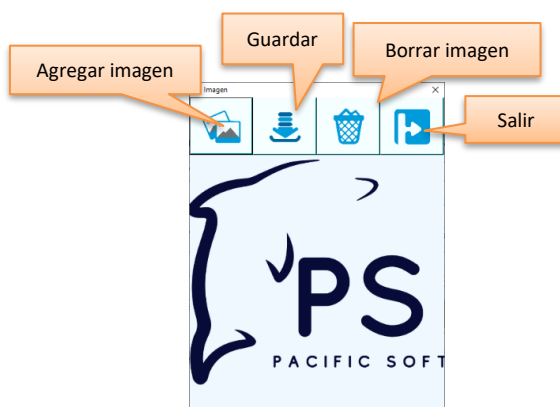 Guardar
Borrar imagen
Agregar imagen
Imagen
Salir
PS
PACIFIC SOFT